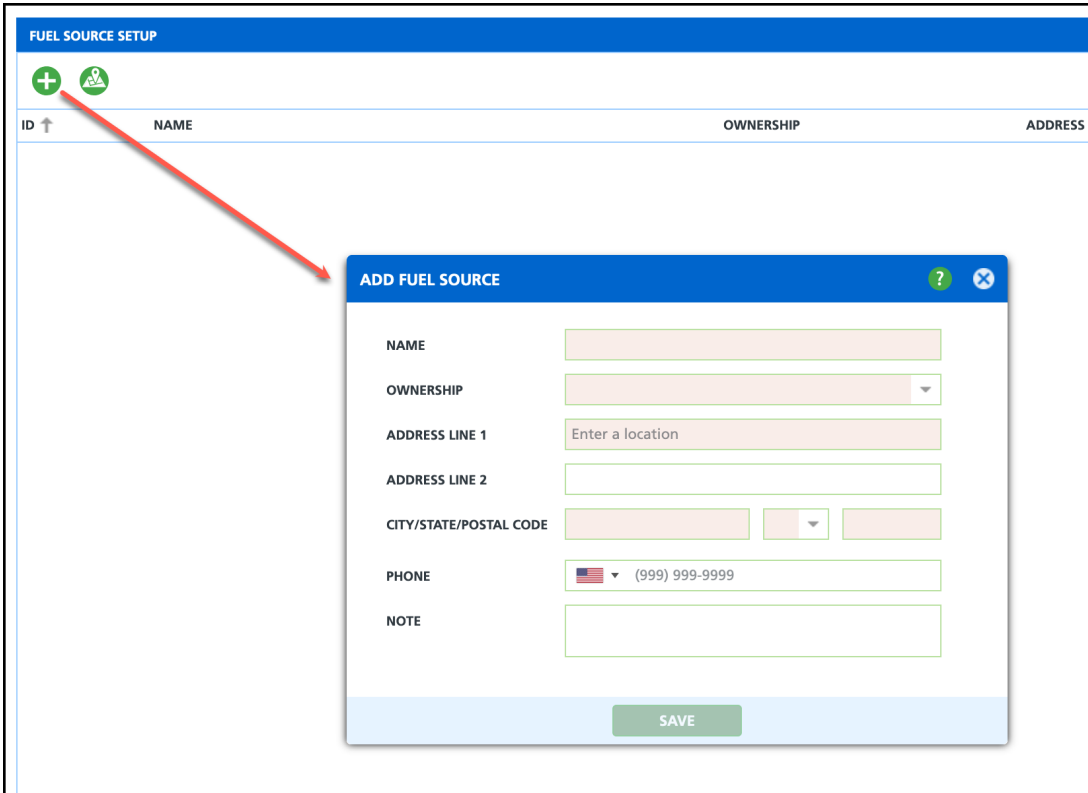 FUEL SOURCE SETUP
ID NAME OWNERSHIP ADDRESS
ADD FUEL SOURCE ?
NAME
OWNERSHIP
ADDRESS LINE 1 Enter a location
ADDRESS LINE 2
CITY/STATE/POSTAL CODE
PHONE (999) 999-9999
NOTE
SAVE